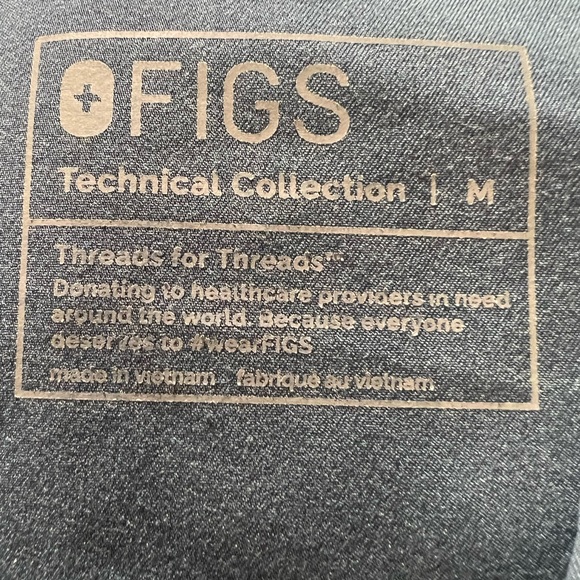 FIGS
Technical Collection | M
Threads for Threads™
Donating to healthcare providers in need
around the world. Because everyone
deserves to #wearFIGS
made in vietnam · fabrique au vietnam